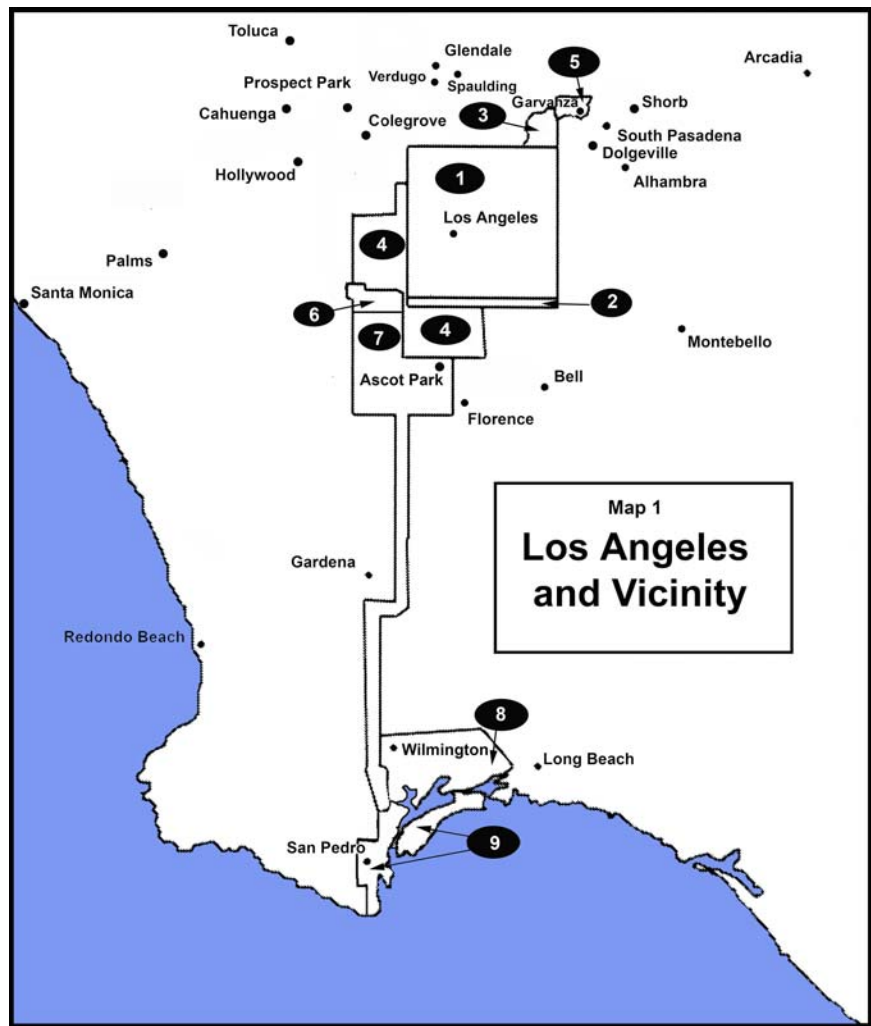 Toluca
Glendale
Arcadia
5
Verdugo
Spaulding
Prospect Park
Garvanza
Shorb
Cahuenga
3
Colegrove
South Pasadena
Dolgeville
Hollywood
1
Alhambra
Los Angeles
4
Palms
Santa Monica
2
6
7
4
Montebello
Ascot Park
Bell
Florence
Map 1
Los Angeles
and Vicinity
Gardena
Redondo Beach
8
Wilmington
Long Beach
San Pedro
9